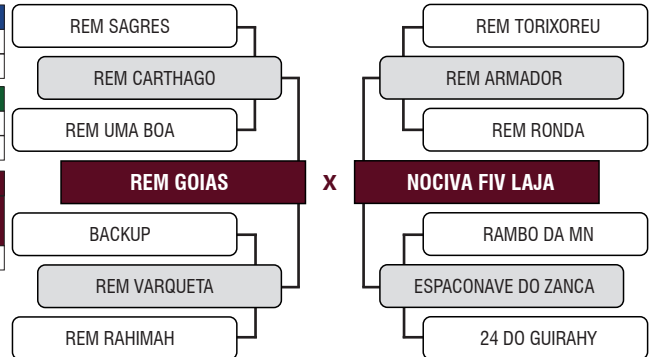 REM SAGRES
REM TORIXOREU
REM CARTHAGO
REM ARMADOR
REM UMA BOA
REM RONDA
REM GOIAS X NOCIVA FIV LAJA
BACKUP
RAMBO DA MN
REM VARQUETA
ESPACONAVE DO ZANCA
REM RAHIMAH
24 DO GUIRAHY